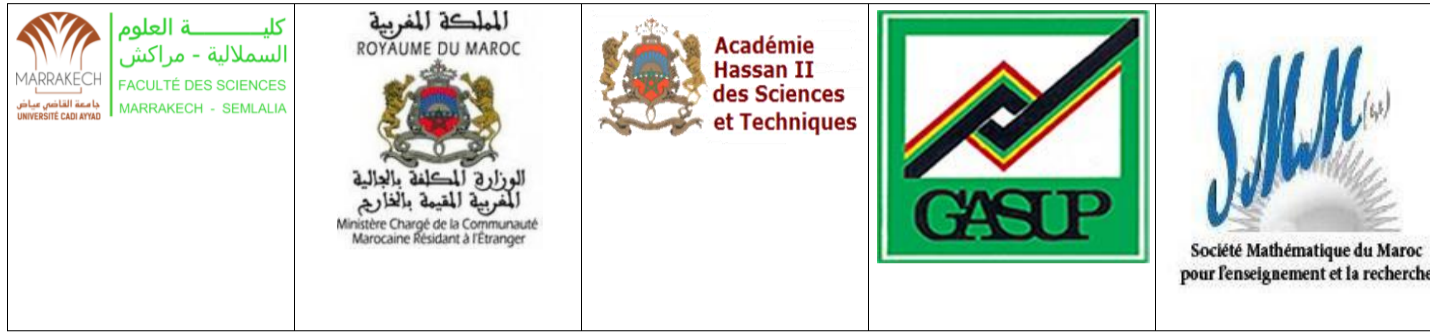 كليـــــــــة العلوم
السملالية - مراكش
MARRAKECH
FACULTÉ DES SCIENCES
MARRAKECH - SEMLALIA
جامعة القاضي عياض
UNIVERSITÉ CADI AYYAD
المملكة المغربية
ROYAUME DU MAROC
الوزارة المكلفة بالجالية
المغربية المقيمة بالخارج
Ministère Chargé de la Communauté
Marocaine Résidant à l'Étranger
Académie
Hassan II
des Sciences
et Techniques
GASUP
SMM
Société Mathématique du Maroc
pour l'enseignement et la recherche